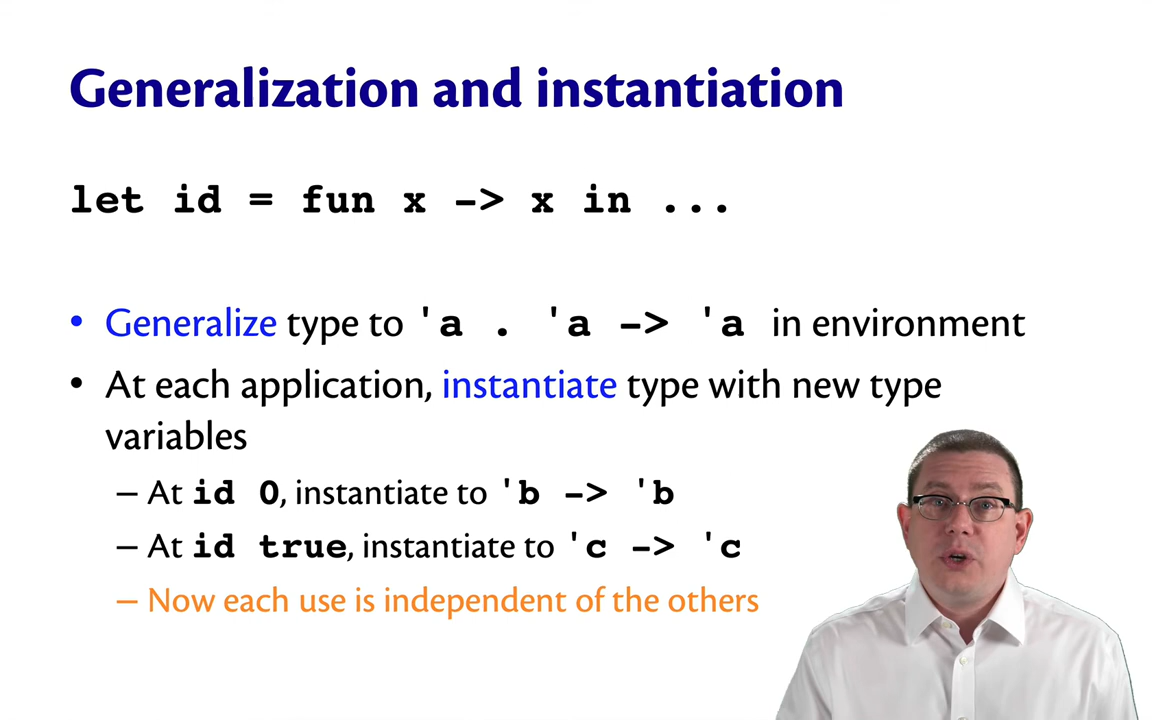 Generalization and instantiation
let id = fun x -> x in ...
• Generalize type to 'a . 'a -> 'a in environment
• At each application, instantiate type with new type
variables
– At id 0, instantiate to 'b -> 'b
– At id true, instantiate to 'c -> 'c
– Now each use is independent of the others